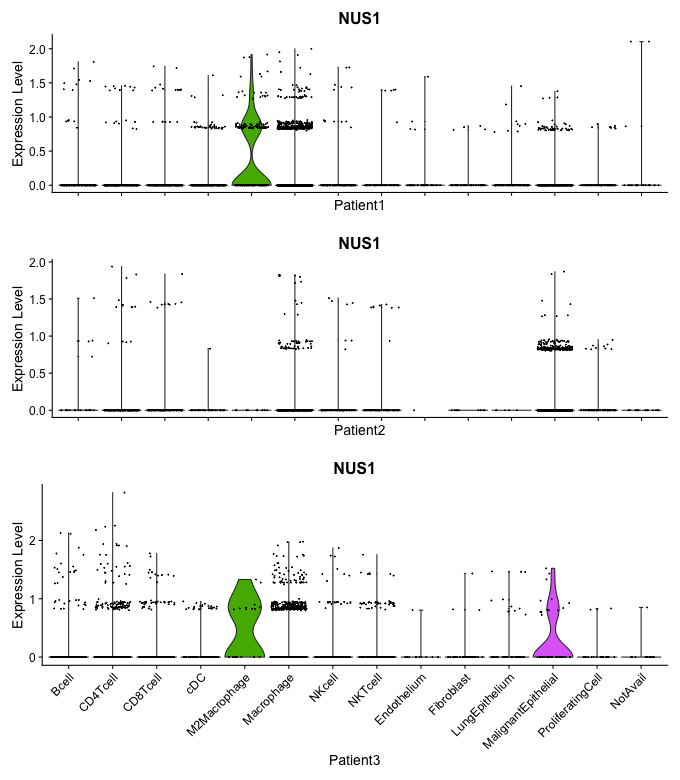 NUS1
Expression Level
2.0
1.5
1.0
0.5
0.0
Patient1
NUS1
Expression Level
2.0
1.5
1.0
0.5
0.0
Patient2
NUS1
Expression Level
2
1
0
Bcell
CD4Tcell
CD8Tcell
cDC
M2Macrophage
Macrophage
NKcell
NKTcell
Endothelium
Fibroblast
LungEpithelium
MalignantEpithelial
ProliferatingCell
NotAvail
Patient3